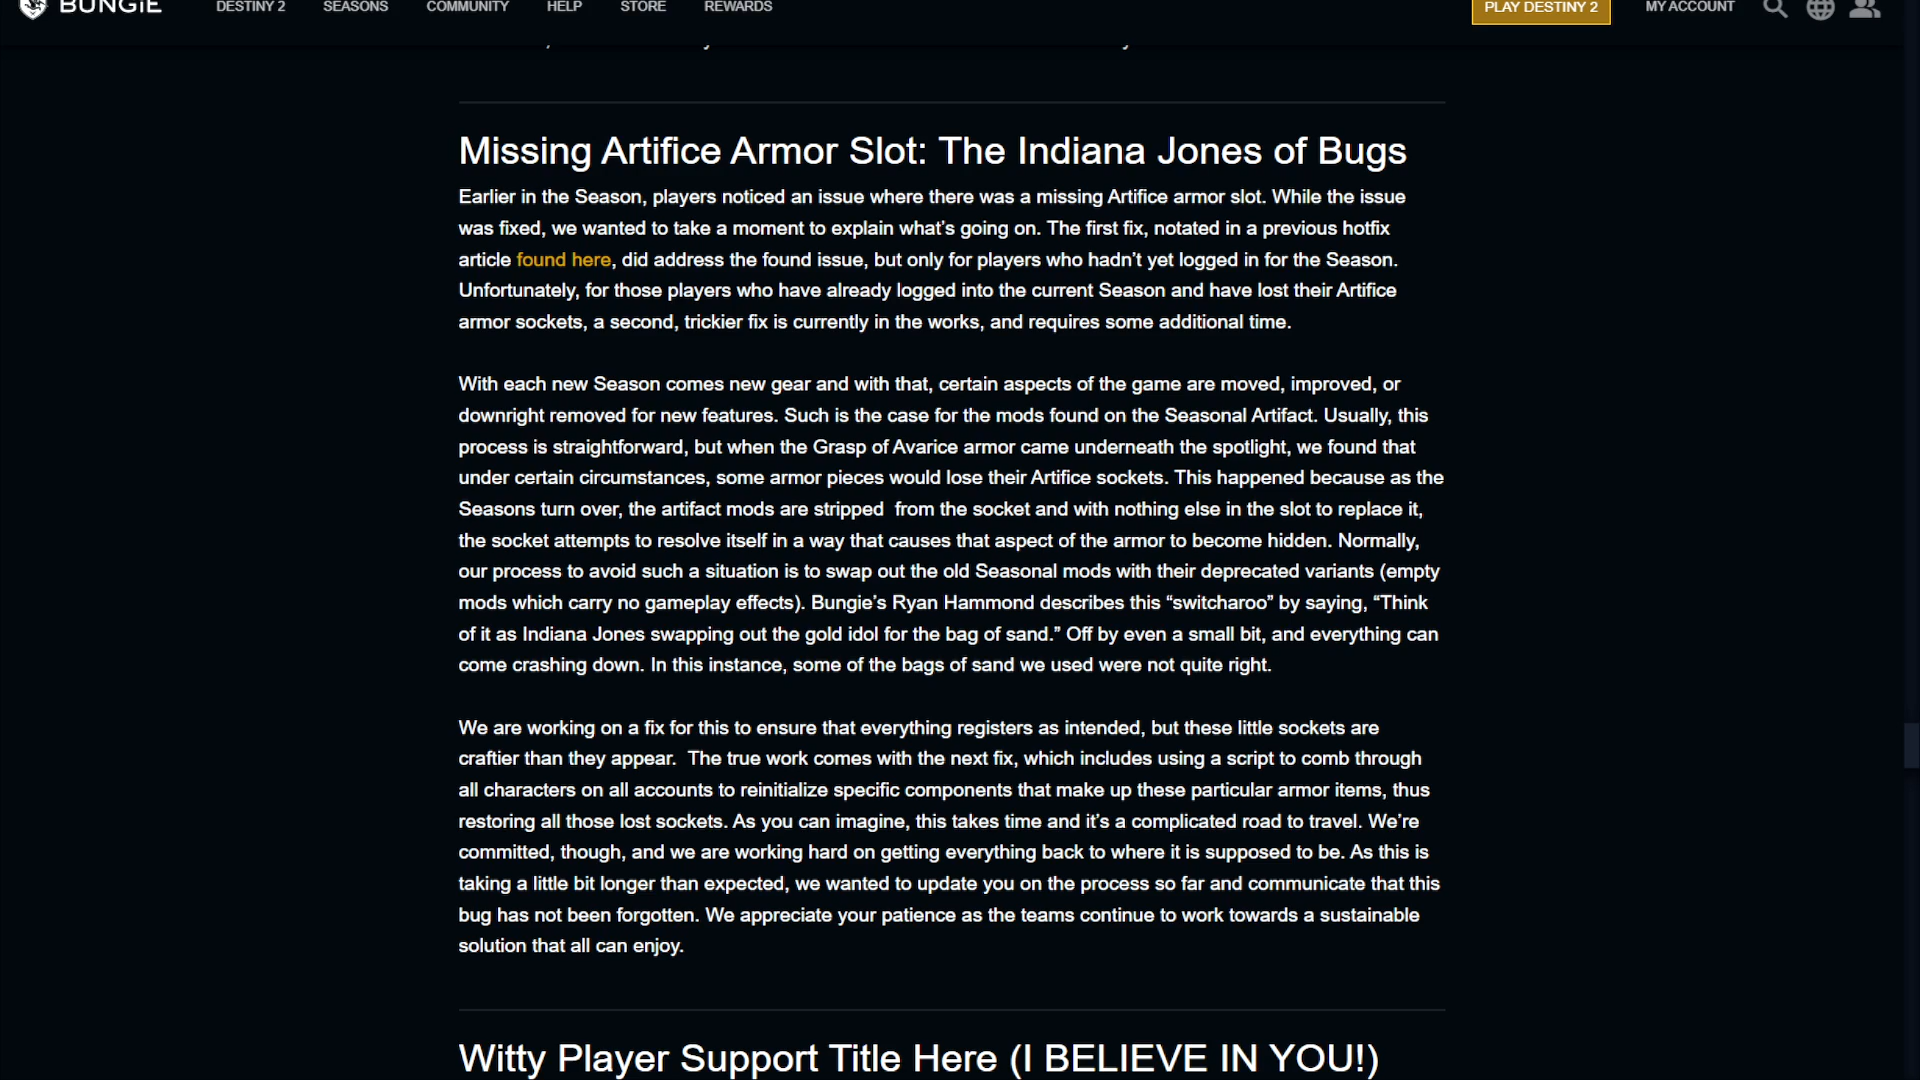 BUNGiE DESTINY 2 SEASONS COMMUNITY HELP STORE REWARDS PLAY DESTINY 2 MY ACCOUNT
Missing Artifice Armor Slot: The Indiana Jones of Bugs
Earlier in the Season, players noticed an issue where there was a missing Artifice armor slot. While the issue
was fixed, we wanted to take a moment to explain what’s going on. The first fix, notated in a previous hotfix
article found here, did address the found issue, but only for players who hadn’t yet logged in for the Season.
Unfortunately, for those players who have already logged into the current Season and have lost their Artifice
armor sockets, a second, trickier fix is currently in the works, and requires some additional time.
With each new Season comes new gear and with that, certain aspects of the game are moved, improved, or
downright removed for new features. Such is the case for the mods found on the Seasonal Artifact. Usually, this
process is straightforward, but when the Grasp of Avarice armor came underneath the spotlight, we found that
under certain circumstances, some armor pieces would lose their Artifice sockets. This happened because as the
Seasons turn over, the artifact mods are stripped  from the socket and with nothing else in the slot to replace it,
the socket attempts to resolve itself in a way that causes that aspect of the armor to become hidden. Normally,
our process to avoid such a situation is to swap out the old Seasonal mods with their deprecated variants (empty
mods which carry no gameplay effects). Bungie’s Ryan Hammond describes this “switcharoo” by saying, “Think
of it as Indiana Jones swapping out the gold idol for the bag of sand.” Off by even a small bit, and everything can
come crashing down. In this instance, some of the bags of sand we used were not quite right.
We are working on a fix for this to ensure that everything registers as intended, but these little sockets are
craftier than they appear.  The true work comes with the next fix, which includes using a script to comb through
all characters on all accounts to reinitialize specific components that make up these particular armor items, thus
restoring all those lost sockets. As you can imagine, this takes time and it’s a complicated road to travel. We’re
committed, though, and we are working hard on getting everything back to where it is supposed to be. As this is
taking a little bit longer than expected, we wanted to update you on the process so far and communicate that this
bug has not been forgotten. We appreciate your patience as the teams continue to work towards a sustainable
solution that all can enjoy.
Witty Player Support Title Here (I BELIEVE IN YOU!)